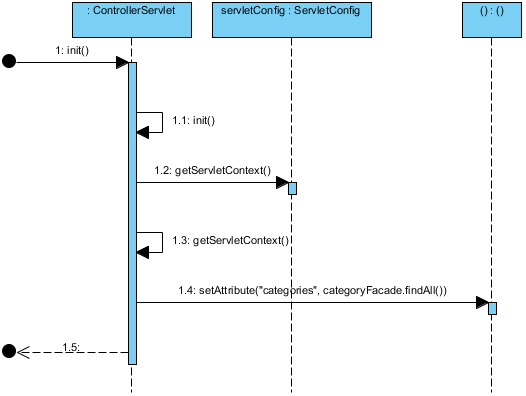 : ControllerServlet
servletConfig : ServletConfig
() : ()
1: init()
1.1: init()
1.2: getServletContext()
1.3: getServletContext()
1.4: setAttribute("categories", categoryFacade.findAll())
1.5: